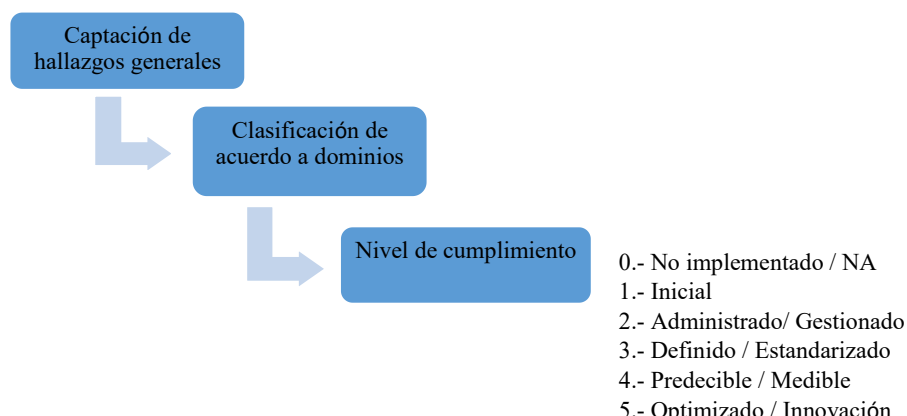 Captación de
hallazgos generales
Clasificación de
acuerdo a dominios
Nivel de cumplimiento
0.- No implementado / NA
1.- Inicial
2.- Administrado/ Gestionado
3.- Definido / Estandarizado
4.- Predecible / Medible
5.- Optimizado / Innovación